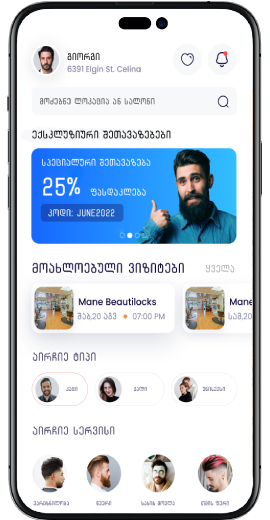 გიორგი
6391 Elgin St. Celina
მოძებნე ლოკაცია ან სალონი
ექსკლუზიური შეთავაზებები
სპეციალური შეთავაზება
25% ფასდაკლება
კოდი: JUNE2022
მოახლოებული ვიზიტები ყველა
Mane Beautilocks Mane
შაბ,20 აგვ 07:00 PM შაბ,20
აირჩიე ტიპი
კაცი ქალი უნისექსი
აირჩიე სერვისი
ვარცხნილობა წვერი სახის მოვლა თმის ფერი